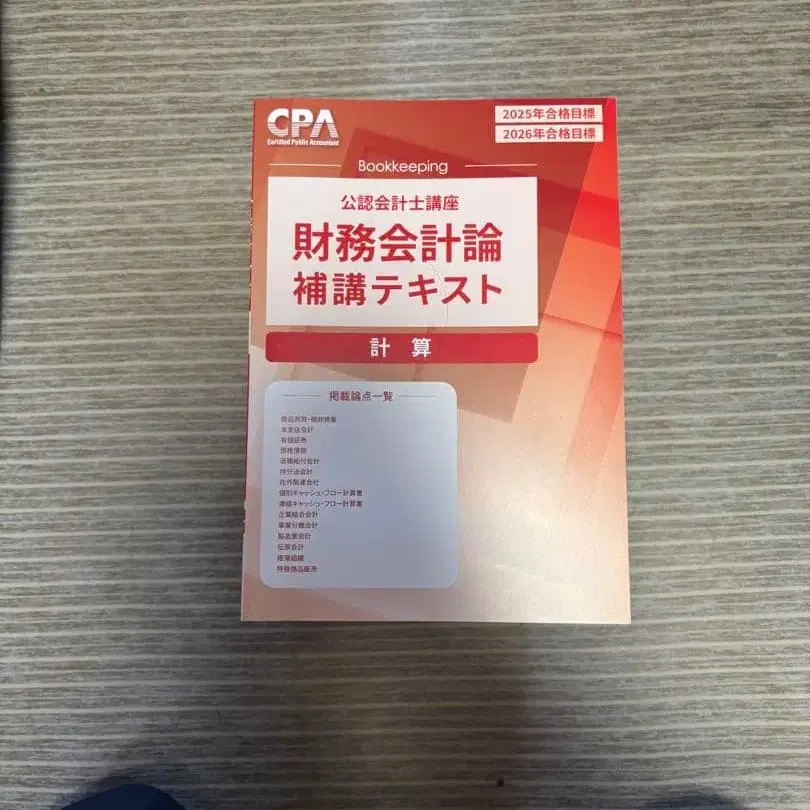 CPA
Certified Public Accountant
2025年合格目標
2026年合格目標
Bookkeeping
公認会計士講座
財務会計論
補講テキスト
計算
掲載論点一覧
商品売買・棚卸資産
本支店会計
有価証券
債権債務
退職給付会計
持分法会計
在外関連会社
個別キャッシュ・フロー計算書
連結キャッシュ・フロー計算書
企業結合会計
事業分離会計
製造業会計
伝票会計
帳簿組織
特殊商品販売